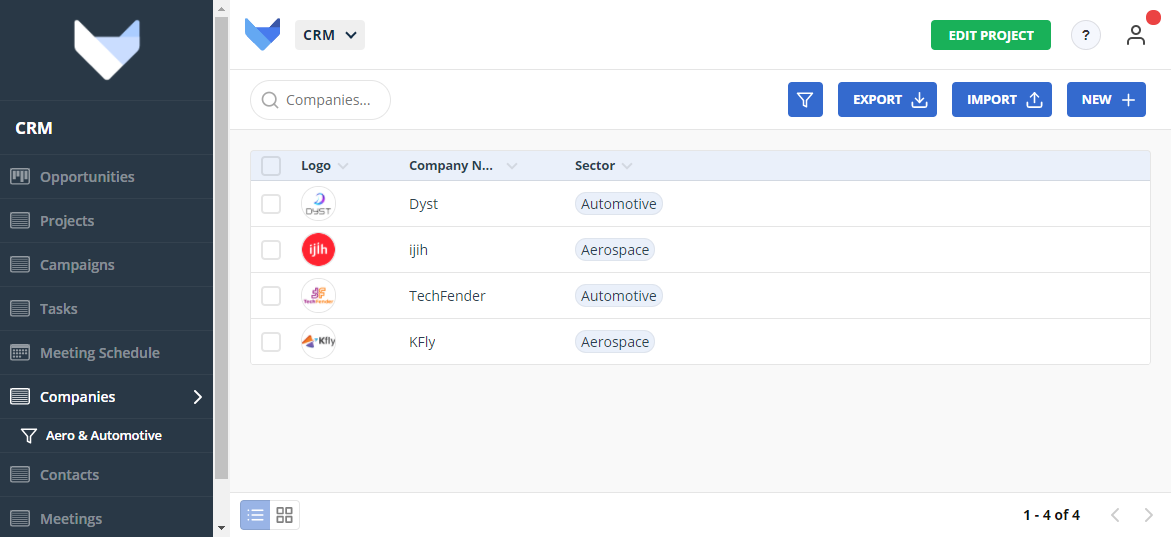 CRM
EDIT PROJECT
?
Companies...
EXPORT
IMPORT
NEW
CRM
Opportunities
Projects
Campaigns
Tasks
Meeting Schedule
Companies
Aero & Automotive
Contacts
Meetings
Logo Company N... Sector
DYST Dyst Automotive
ijih ijih Aerospace
TechFender TechFender Automotive
Kfly KFly Aerospace
1 - 4 of 4